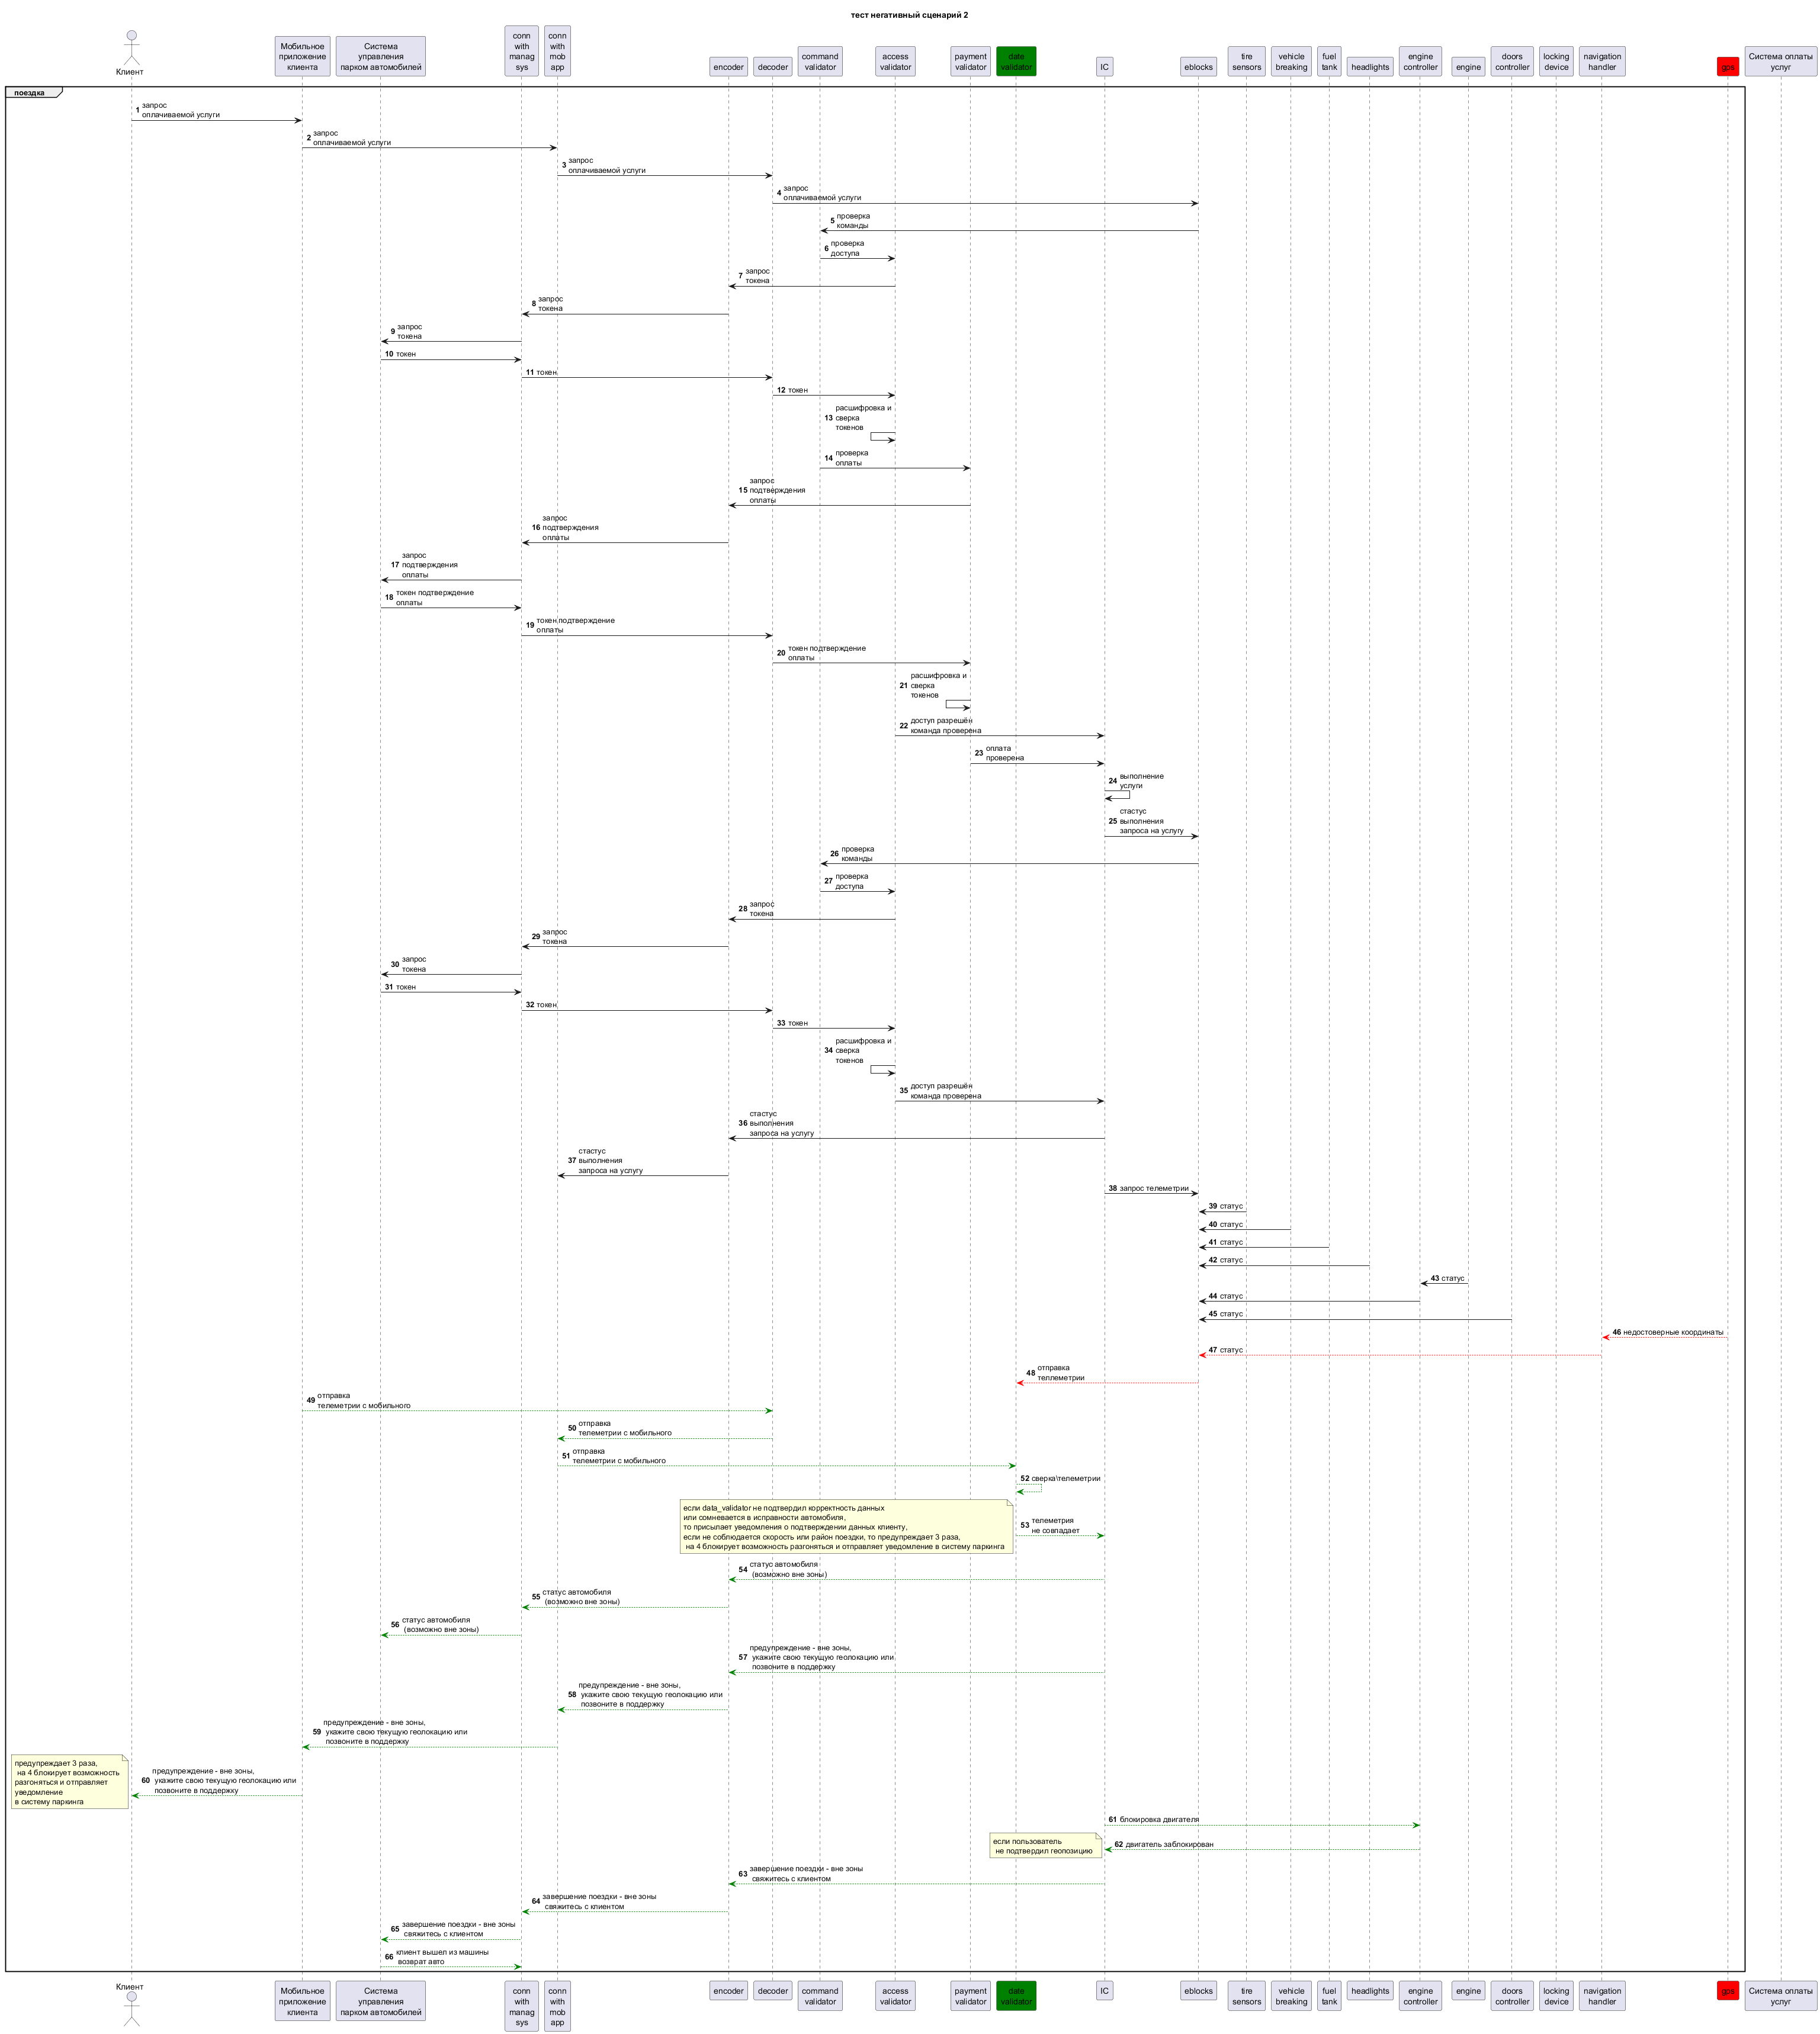 тест негативный сценарий 2
Клиент
Мобильное
приложение
клиента
Система
управления
парком автомобилей
conn
with
manag
sys
conn
with
mob
app
encoder
decoder
command
validator
access
validator
payment
validator
date
validator
IC
eblocks
tire
sensors
vehicle
breaking
fuel
tank
headlights
engine
controller
engine
doors
controller
locking
device
navigation
handler
gps
Система оплаты
услуг
поездка
1 запрос
оплачиваемой услуги
2 запрос
оплачиваемой услуги
3 запрос
оплачиваемой услуги
4 запрос
оплачиваемой услуги
5 проверка
команды
6 проверка
доступа
7 запрос
токена
8 запрос
токена
9 запрос
токена
10 токен
11 токен
12 токен
13 расшифровка и
сверка
токенов
14 проверка
оплаты
15 запрос
подтверждения
оплаты
16 запрос
подтверждения
оплаты
17 запрос
подтверждения
оплаты
18 токен подтверждение
оплаты
19 токен подтверждение
оплаты
20 токен подтверждение
оплаты
21 расшифровка и
сверка
токенов
22 доступ разрешён
команда проверена
23 оплата
проверена
24 выполнение
услуги
25 стастус
выполнения
запроса на услугу
26 проверка
команды
27 проверка
доступа
28 запрос
токена
29 запрос
токена
30 запрос
токена
31 токен
32 токен
33 токен
34 расшифровка и
сверка
токенов
35 доступ разрешён
команда проверена
36 стастус
выполнения
запроса на услугу
37 стастус
выполнения
запроса на услугу
38 запрос телеметрии
39 статус
40 статус
41 статус
42 статус
43 статус
44 статус
45 статус
46 недостоверные координаты
47 статус
48 отправка
теллеметрии
49 отправка
телеметрии с мобильного
50 отправка
телеметрии с мобильного
51 отправка
телеметрии с мобильного
52 сверка\телеметрии
если data_validator не подтвердил корректность данных
или сомневается в исправности автомобиля,
то присылает уведомления о подтверждении данных клиенту,
если не соблюдается скорость или район поездки, то предупреждает 3 раза,
на 4 блокирует возможность разгоняться и отправляет уведомление в систему паркинга
53 телеметрия
не совпадает
54 статус автомобиля
(возможно вне зоны)
55 статус автомобиля
(возможно вне зоны)
56 статус автомобиля
(возможно вне зоны)
57 предупреждение - вне зоны,
укажите свою текущую геолокацию или
позвоните в поддержку
58 предупреждение - вне зоны,
укажите свою текущую геолокацию или
позвоните в поддержку
59 предупреждение - вне зоны,
укажите свою текущую геолокацию или
позвоните в поддержку
предупреждает 3 раза,
на 4 блокирует возможность
разгоняться и отправляет
уведомление
в систему паркинга
60 предупреждение - вне зоны,
укажите свою текущую геолокацию или
позвоните в поддержку
61 блокировка двигателя
если пользователь
не подтвердил геопозицию
62 двигатель заблокирован
63 завершение поездки - вне зоны
свяжитесь с клиентом
64 завершение поездки - вне зоны
свяжитесь с клиентом
65 завершение поездки - вне зоны
свяжитесь с клиентом
66 клиент вышел из машины
возврат авто
Клиент
Мобильное
приложение
клиента
Система
управления
парком автомобилей
conn
with
manag
sys
conn
with
mob
app
encoder
decoder
command
validator
access
validator
payment
validator
date
validator
IC
eblocks
tire
sensors
vehicle
breaking
fuel
tank
headlights
engine
controller
engine
doors
controller
locking
device
navigation
handler
gps
Система оплаты
услуг